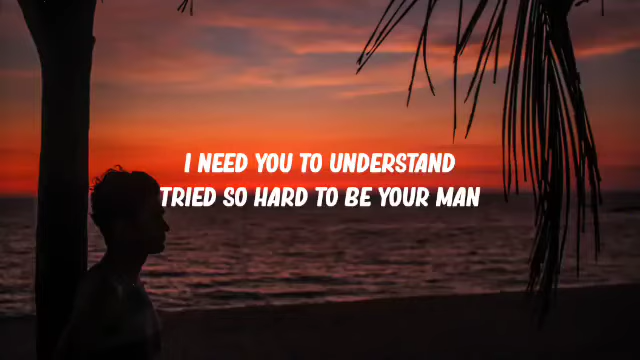 I NEED YOU TO UNDERSTAND
TRIED SO HARD TO BE YOUR MAN